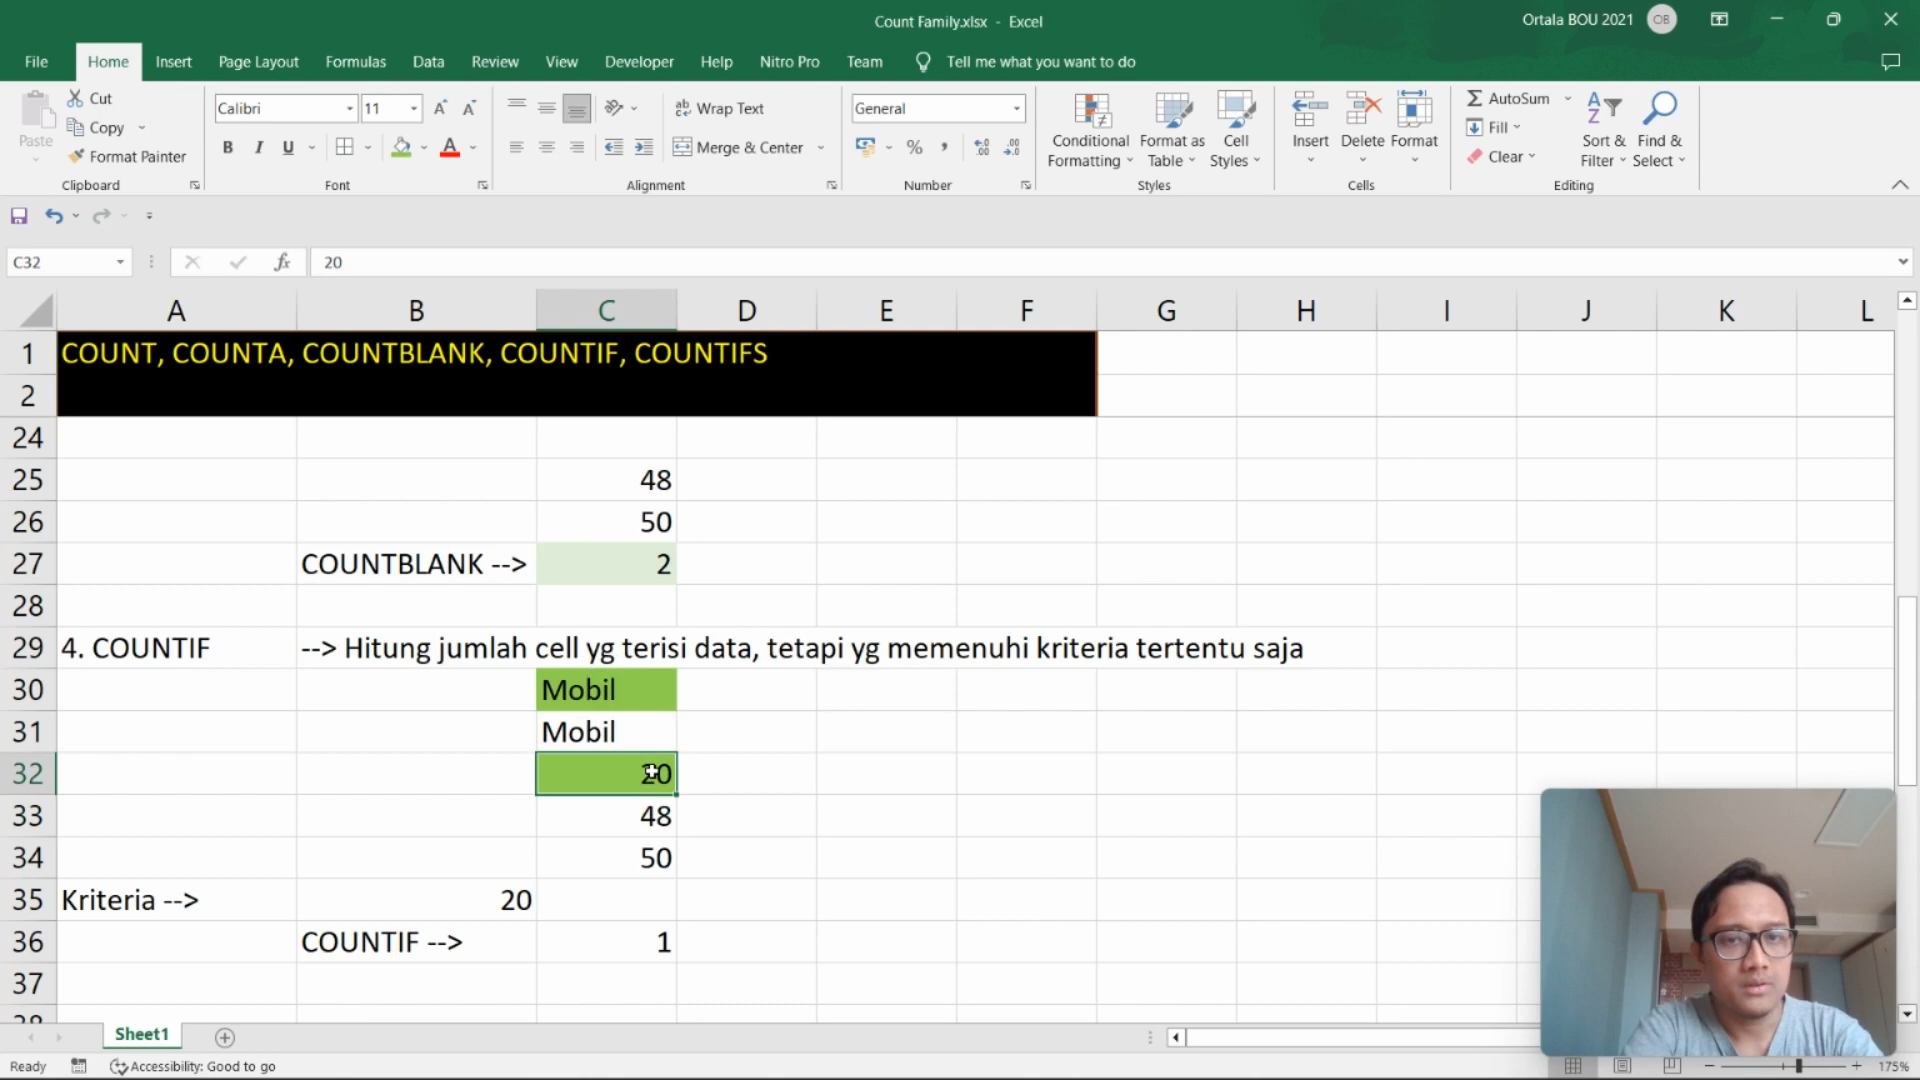 Count Family.xlsx - Excel
Ortala BOU 2021 OB
File Home Insert Page Layout Formulas Data Review View Developer Help Nitro Pro Team Tell me what you want to do
Paste
Cut
Copy
Format Painter
Clipboard
Calibri 11
B I U
Font
Wrap Text
Merge & Center
Alignment
General
Number
Conditional Formatting
Format as Table
Cell Styles
Styles
Insert Delete Format
Cells
AutoSum
Fill
Clear
Sort & Filter
Find & Select
Editing
C32 fx 20
A B C D E F G H I J K L
1 COUNT, COUNTA, COUNTBLANK, COUNTIF, COUNTIFS
2
24
25 48
26 50
27 COUNTBLANK --> 2
28
29 4. COUNTIF --> Hitung jumlah cell yg terisi data, tetapi yg memenuhi kriteria tertentu saja
30 Mobil
31 Mobil
32 20
33 48
34 50
35 Kriteria --> 20
36 COUNTIF --> 1
37
38
Sheet1
Ready Accessibility: Good to go 175%